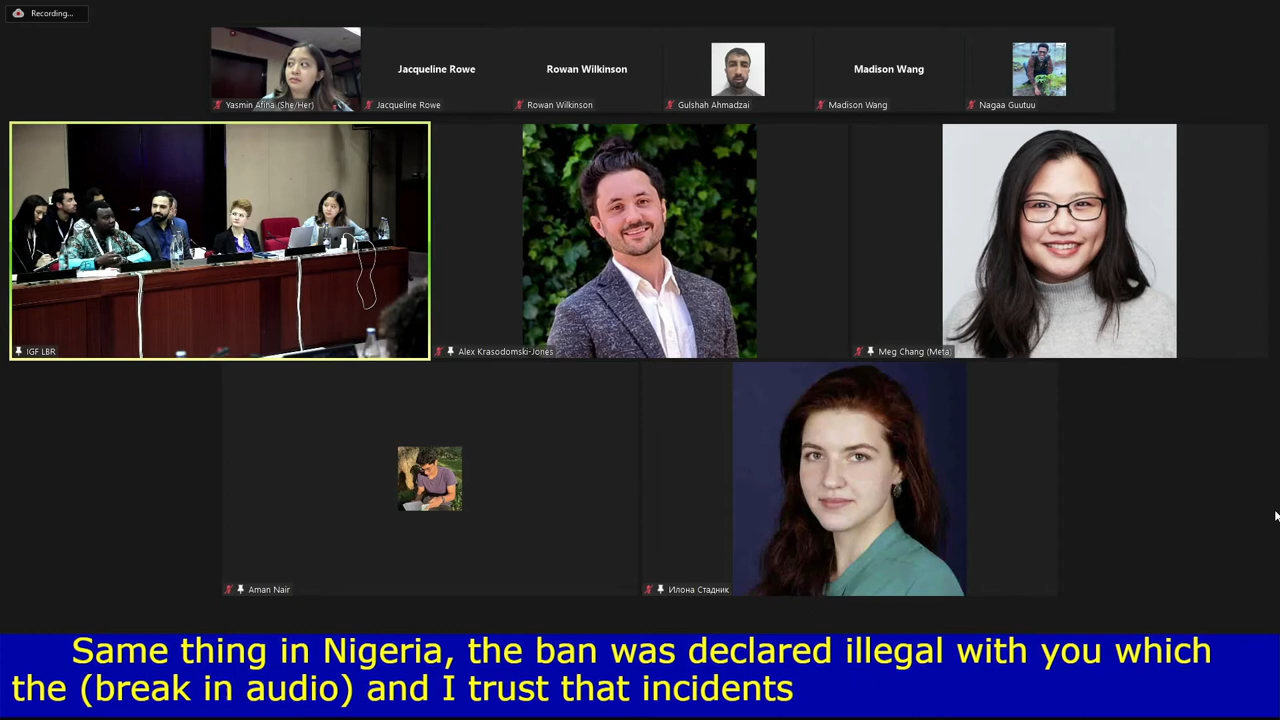 Recording...
Jacqueline Rowe
Rowan Wilkinson
Madison Wang
Yasmin Afina (She/Her)
Jacqueline Rowe
Rowan Wilkinson
Gulshah Ahmadzai
Madison Wang
Nagaa Guutuu
IGF LBR
Alex Krasodomski-Jones
Meg Chang (Meta)
Aman Nair
Илона Стадник
Same thing in Nigeria, the ban was declared illegal with you which
the (break in audio) and I trust that incidents